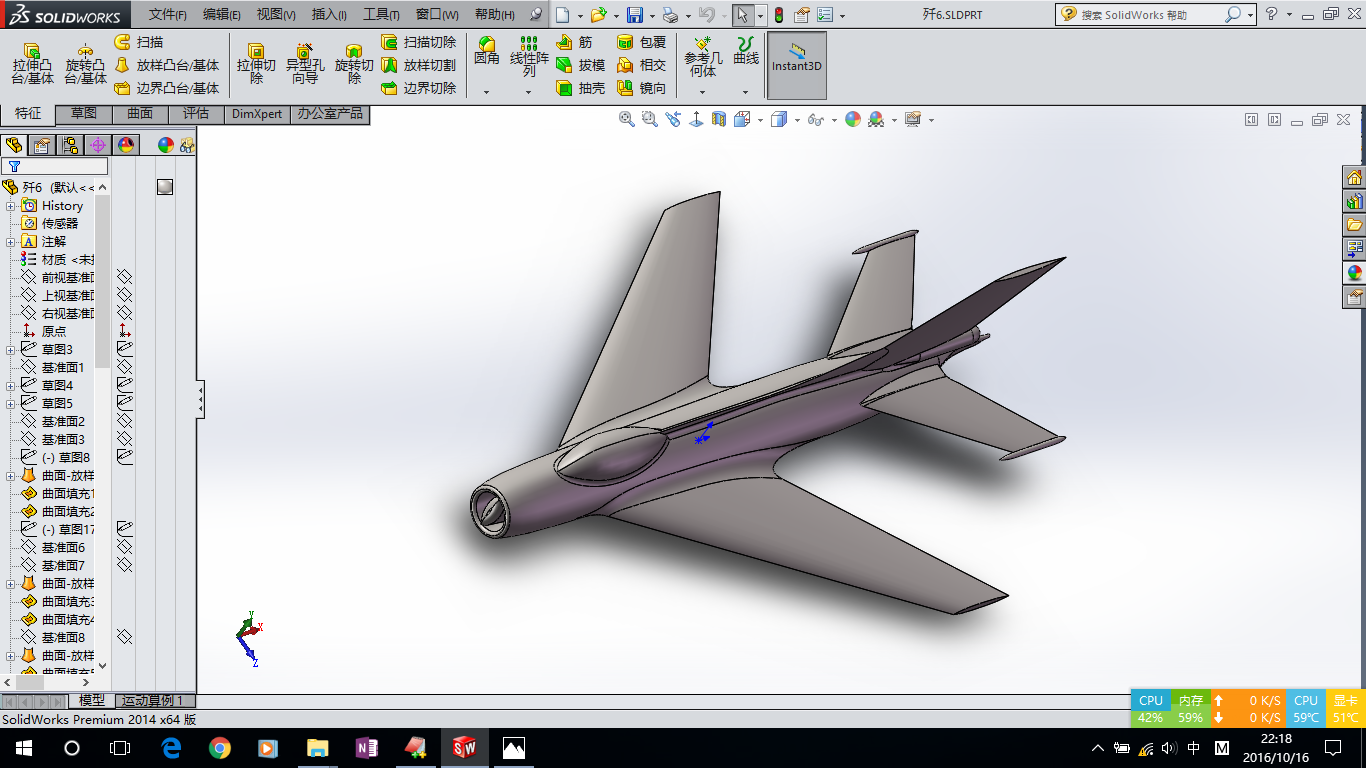 SOLIDWORKS 文件(F) 编辑(E) 视图(V) 插入(I) 工具(T) 窗口(W) 帮助(H) 歼6.SLDPRT 搜索 SolidWorks 帮助
拉伸凸台/基体
旋转凸台/基体
扫描
放样凸台/基体
边界凸台/基体
拉伸切除
异型孔向导
旋转切除
扫描切除
放样切割
边界切除
圆角
线性阵列
筋
拔模
抽壳
包覆
相交
镜向
参考几何体
曲线
Instant3D
特征 草图 曲面 评估 DimXpert 办公室产品
歼6 (默认<<
History
传感器
注解
材质 <未
前视基准
上视基准
右视基准
原点
草图3
基准面1
草图4
草图5
基准面2
基准面3
(-) 草图8
曲面-放样
曲面填充1
曲面填充2
(-) 草图17
基准面6
基准面7
曲面-放样
曲面填充3
曲面填充4
基准面8
曲面-放样
Y
X
Z
模型 运动算例 1
SolidWorks Premium 2014 x64 版
CPU 内存 0 K/S CPU 显卡
42% 59% 0 K/S 59℃ 51℃
中 M
22:18
2016/10/16